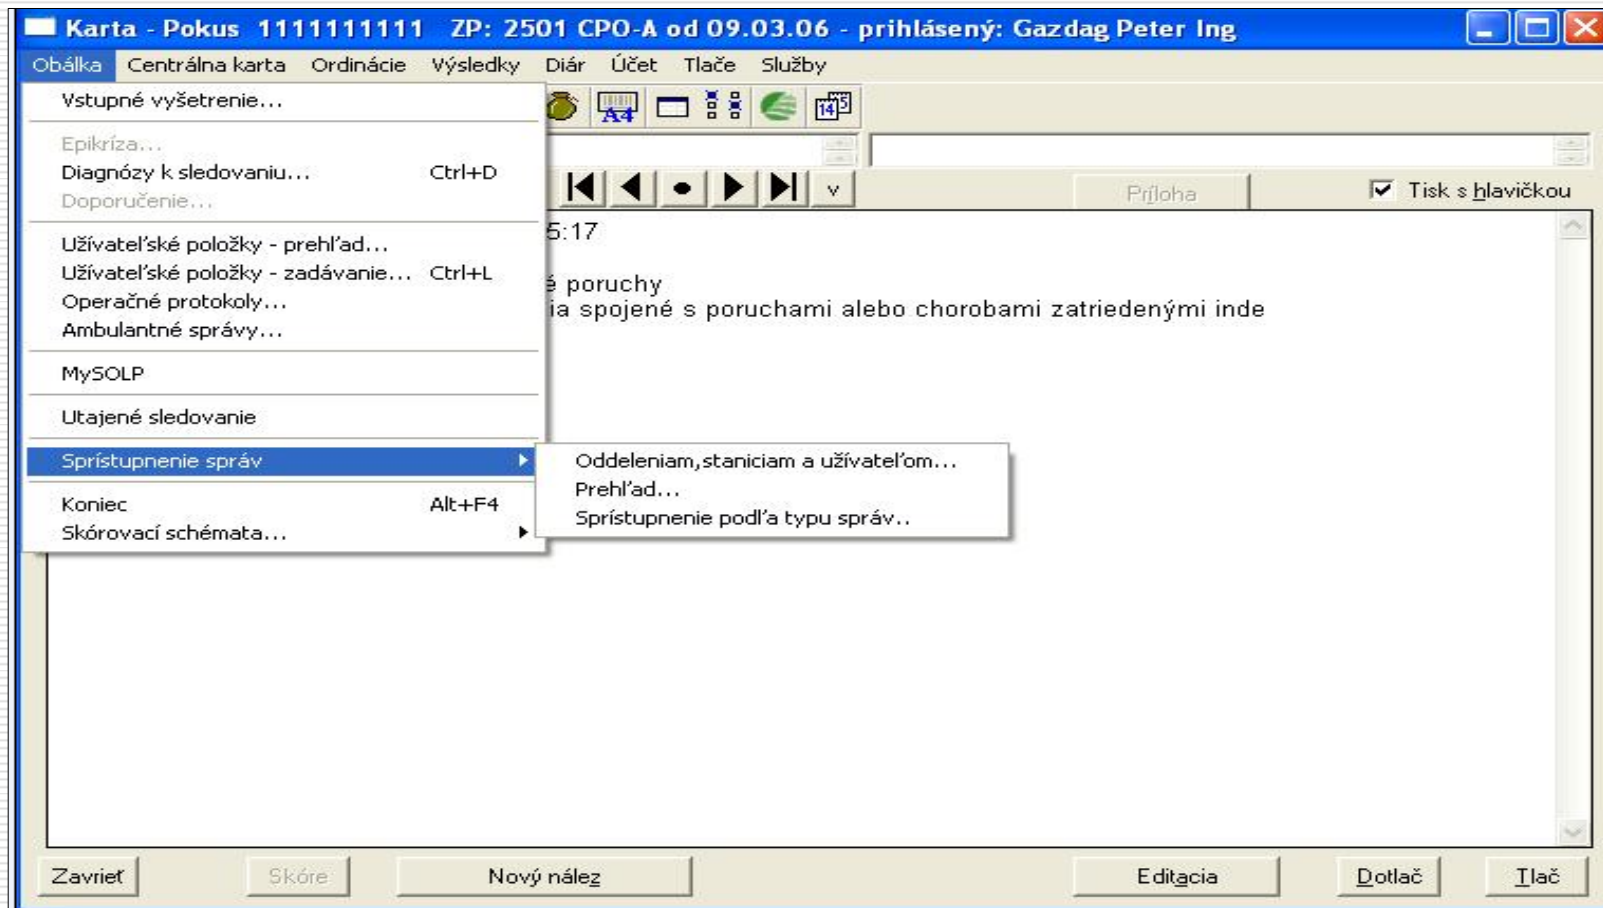 Karta - Pokus 1111111111 ZP: 2501 CPO-A od 09.03.06 - prihlásený: Gazdag Peter Ing
Obálka Centrálna karta Ordinácie Výsledky Diár Účet Tlače Služby
Vstupné vyšetrenie...
A4 14 5
Epikríza...
Diagnózy k sledovaniu... Ctrl+D
v Príloha Tisk s hlavičkou
Doporučenie...
5:17
Užívateľské položky - prehľad...
Užívateľské položky - zadávanie... Ctrl+L
é poruchy
Operačné protokoly...
ia spojené s poruchami alebo chorobami zatriedenými inde
Ambulantné správy...
MySOLP
Utajené sledovanie
Sprístupnenie správ
Oddeleniam,staniciam a užívateľom...
Prehľad...
Sprístupnenie podľa typu správ..
Koniec Alt+F4
Skórovací schémata...
Zavrieť Skóre Nový nález Editacia Dotlač Tlač